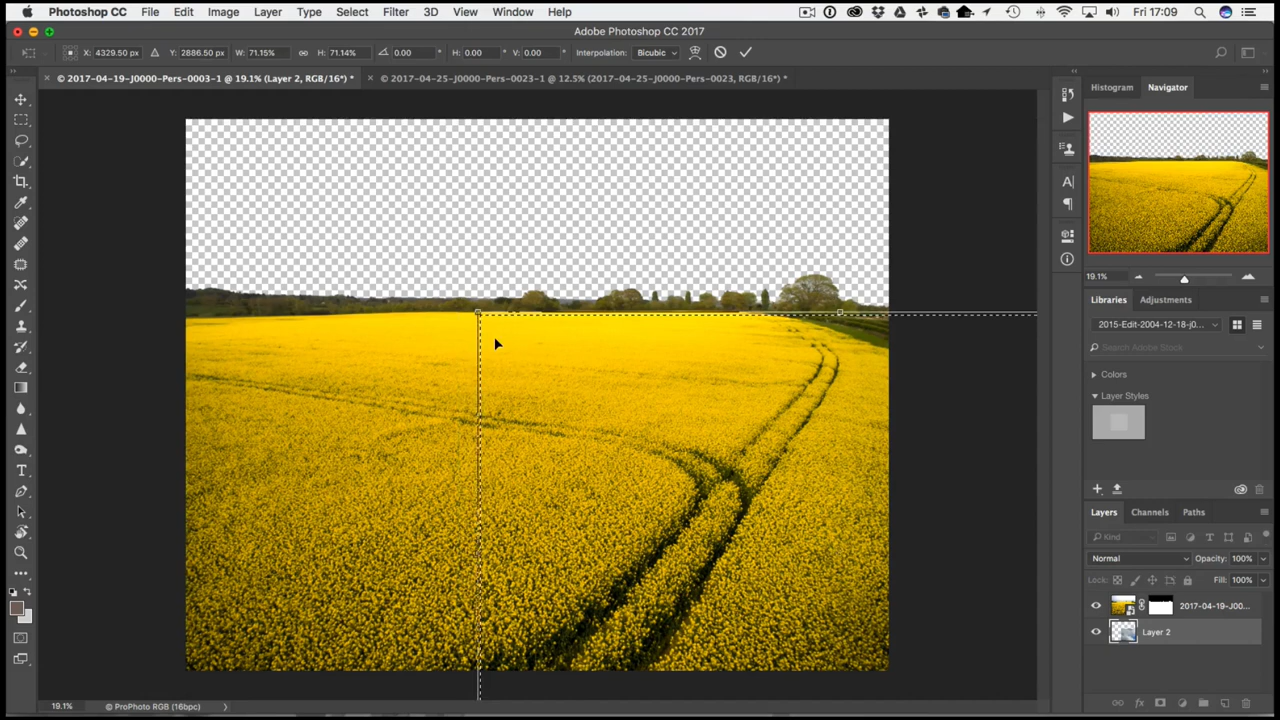 Photoshop CC File Edit Image Layer Type Select Filter 3D View Window Help Fri 17:09
Adobe Photoshop CC 2017
X: 4329.50 px Y: 2886.50 px W: 71.15% H: 71.14% 0.00 ° H: 0.00 ° V: 0.00 ° Interpolation: Bicubic
× © 2017-04-19-J0000-Pers-0003-1 @ 19.1% (Layer 2, RGB/16*) * × © 2017-04-25-J0000-Pers-0023-1 @ 12.5% (2017-04-25-J0000-Pers-0023, RGB/16*) *
Histogram Navigator
19.1%
Libraries Adjustments
2015-Edit-2004-12-18-j0...
Search Adobe Stock
Colors
Layer Styles
Layers Channels Paths
Kind
Normal Opacity: 100%
Lock: Fill: 100%
2017-04-19-J00...
Layer 2
19.1% © ProPhoto RGB (16bpc)